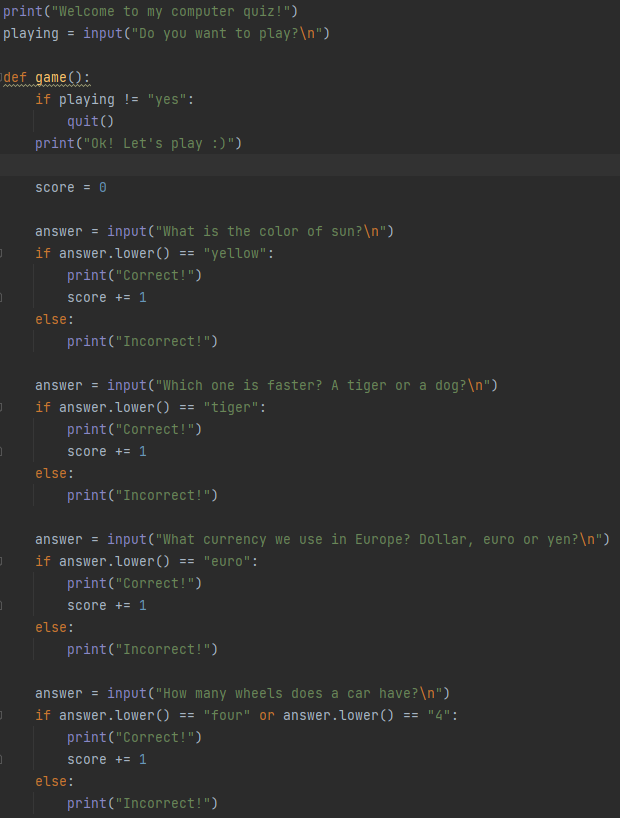 print("Welcome to my computer quiz!")
playing = input("Do you want to play?\n")
def game():
    if playing != "yes":
        quit()
    print("Ok! Let's play :)")
    score = 0
    answer = input("What is the color of sun?\n")
    if answer.lower() == "yellow":
        print("Correct!")
        score += 1
    else:
        print("Incorrect!")
    answer = input("Which one is faster? A tiger or a dog?\n")
    if answer.lower() == "tiger":
        print("Correct!")
        score += 1
    else:
        print("Incorrect!")
    answer = input("What currency we use in Europe? Dollar, euro or yen?\n")
    if answer.lower() == "euro":
        print("Correct!")
        score += 1
    else:
        print("Incorrect!")
    answer = input("How many wheels does a car have?\n")
    if answer.lower() == "four" or answer.lower() == "4":
        print("Correct!")
        score += 1
    else:
        print("Incorrect!")